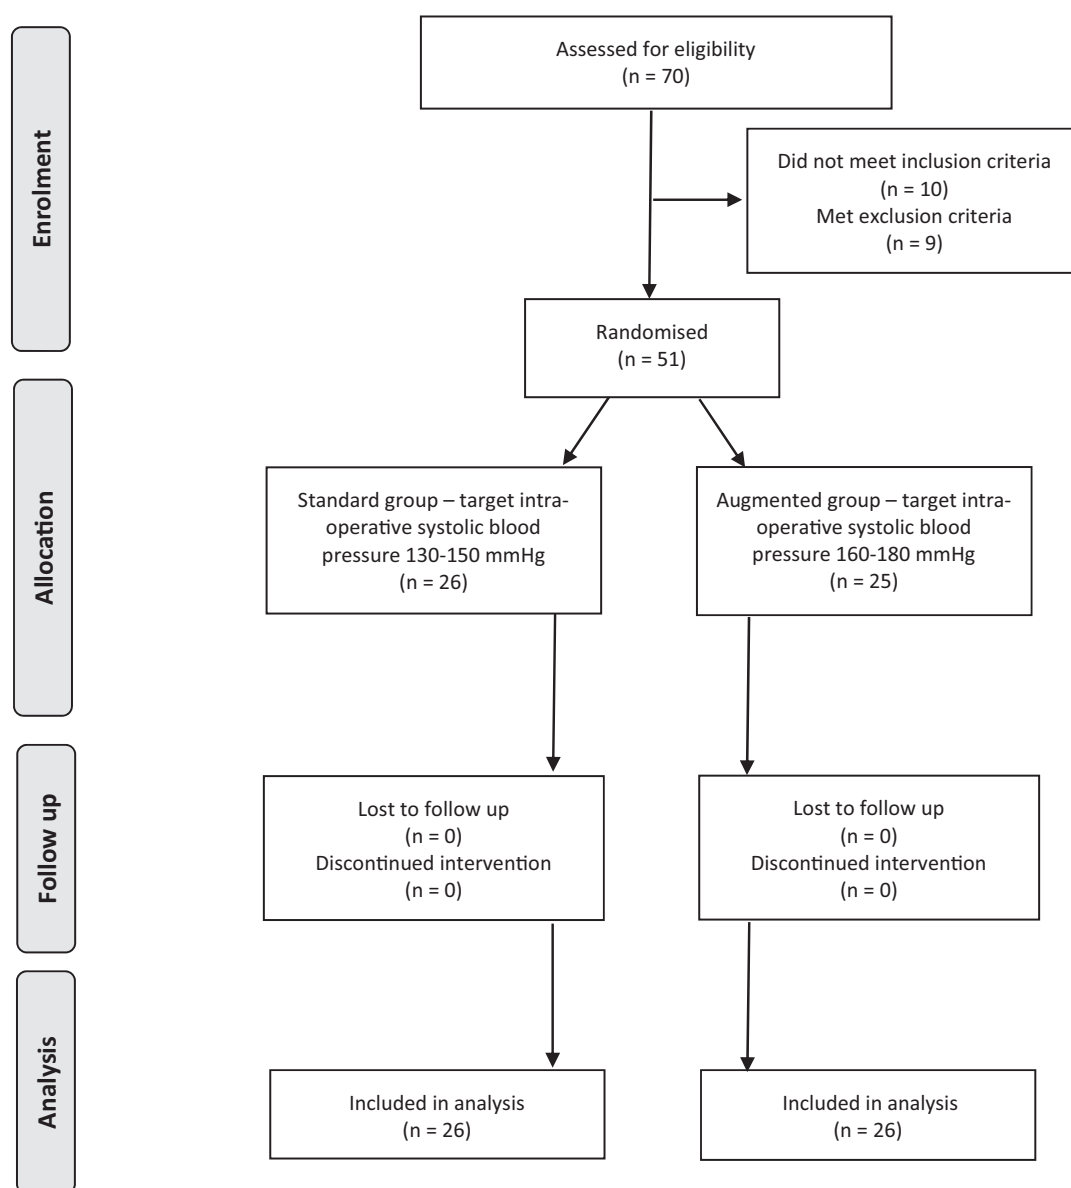 Enrolment
Assessed for eligibility
(n = 70)
Did not meet inclusion criteria
(n = 10)
Met exclusion criteria
(n = 9)
Randomised
(n = 51)
Allocation
Standard group – target intra-
operative systolic blood
pressure 130-150 mmHg
(n = 26)
Augmented group – target intra-
operative systolic blood
pressure 160-180 mmHg
(n = 25)
Follow up
Lost to follow up
(n = 0)
Discontinued intervention
(n = 0)
Lost to follow up
(n = 0)
Discontinued intervention
(n = 0)
Analysis
Included in analysis
(n = 26)
Included in analysis
(n = 26)